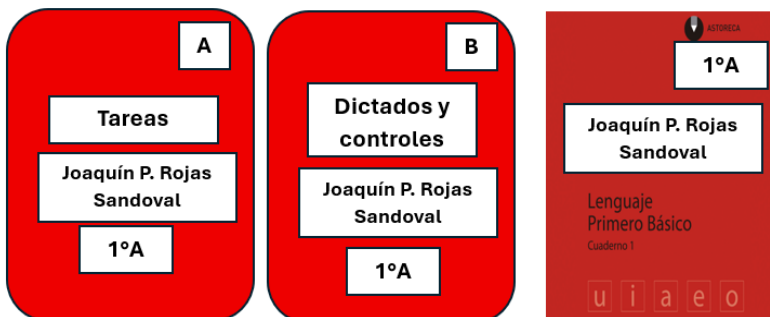 A
Tareas
Joaquín P. Rojas
Sandoval
1°A
B
Dictados y
controles
Joaquín P. Rojas
Sandoval
1°A
ASTORECA
1°A
Joaquín P. Rojas
Sandoval
Lenguaje
Primero Básico
Cuaderno 1
u i a e o